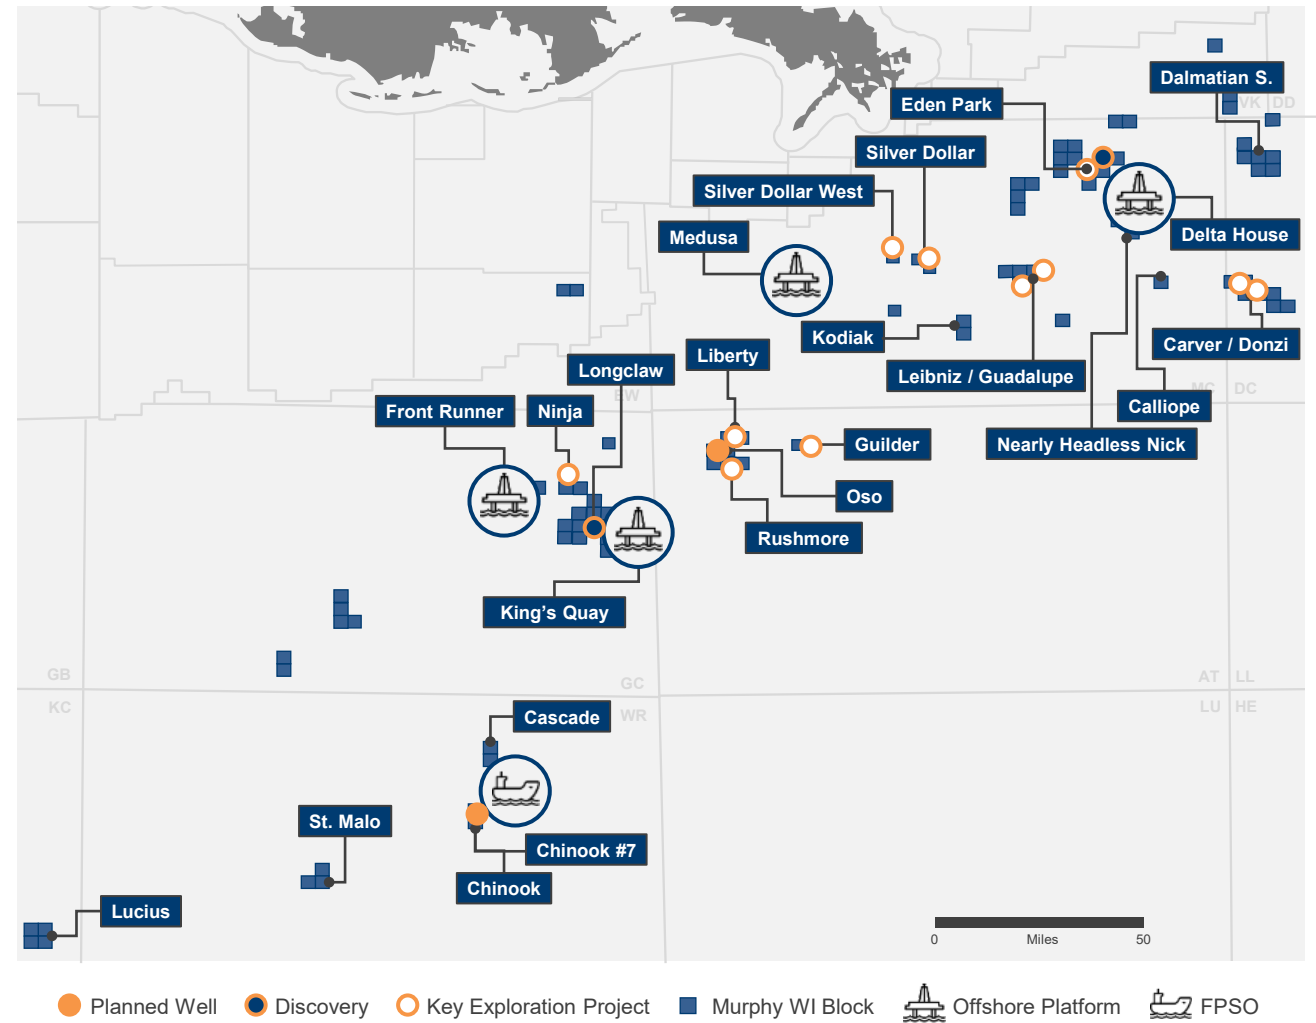 Dalmatian S.
VK
DD
Eden Park
Silver Dollar
Silver Dollar West
Medusa
Delta House
Kodiak
Carver / Donzi
Liberty
Longclaw
Leibniz / Guadalupe
MC
DC
EW
Calliope
Front Runner
Ninja
Nearly Headless Nick
Guilder
Oso
Rushmore
King's Quay
GB
GC
AT
LL
KC
WR
LU
HE
Cascade
St. Malo
Chinook #7
Chinook
Lucius
0
Miles
50
Planned Well
Discovery
Key Exploration Project
Murphy WI Block
Offshore Platform
FPSO